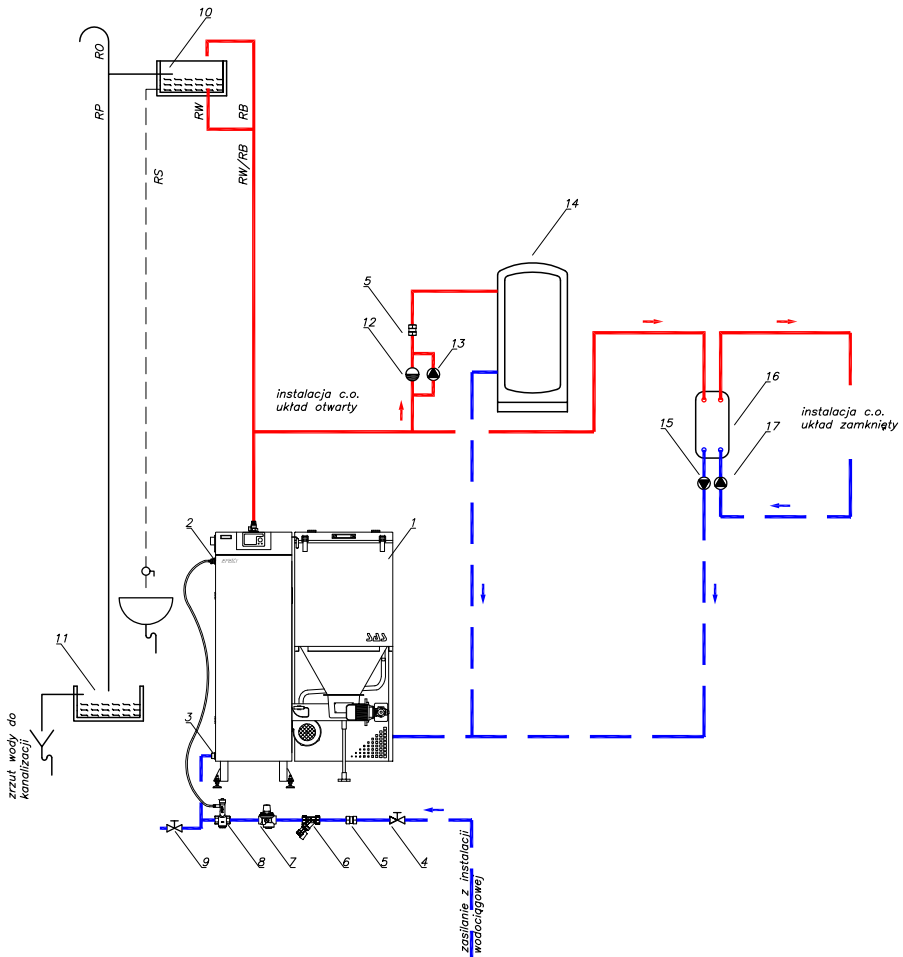 10
RO
RP
RW
RB
RW/RB
RS
14
5
12
13
instalacja c.o.
układ otwarty
16
15
17
instalacja c.o.
układ zamknięty
2
1
SAS
11
3
zrzut wody do
kanalizacji
9
8
7
6
5
4
zasilanie z instalacji
wodociągowej